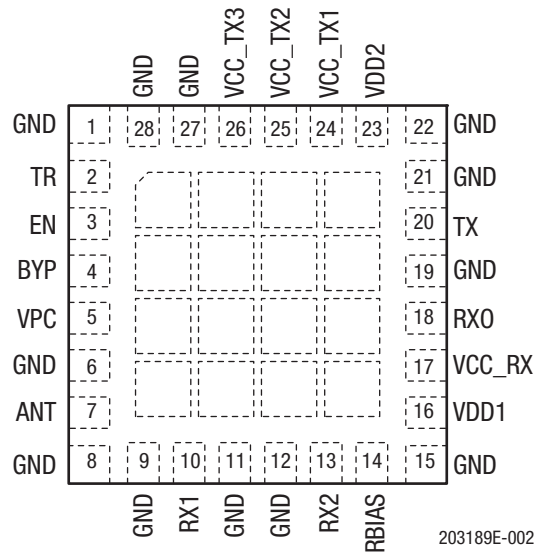 GND
GND
VCC_TX3
VCC_TX2
VCC_TX1
VDD2
GND 1 28 27 26 25 24 23 22 GND
TR 2 21 GND
EN 3 20 TX
BYP 4 19 GND
VPC 5 18 RXO
GND 6 17 VCC_RX
ANT 7 16 VDD1
GND 8 9 10 11 12 13 14 15 GND
GND
RX1
GND
GND
RX2
RBIAS
203189E-002